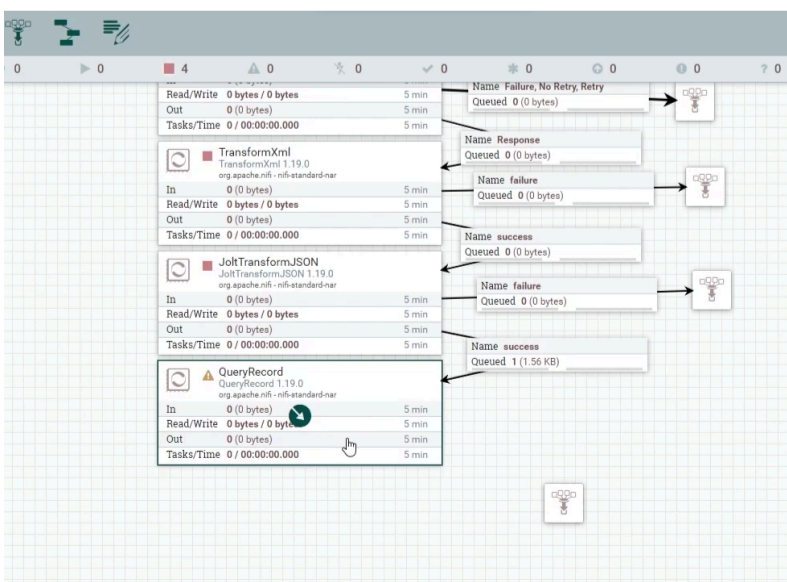 0 0 4 0 0 0 0 0 0 ? 0
Read/Write 0 bytes / 0 bytes 5 min
Out 0 (0 bytes) 5 min
Tasks/Time 0 / 00:00:00.000 5 min
Name Failure, No Retry, Retry
Queued 0 (0 bytes)
Name Response
Queued 0 (0 bytes)
TransformXml
TransformXml 1.19.0
org.apache.nifi - nifi-standard-nar
In 0 (0 bytes) 5 min
Read/Write 0 bytes / 0 bytes 5 min
Out 0 (0 bytes) 5 min
Tasks/Time 0 / 00:00:00.000 5 min
Name failure
Queued 0 (0 bytes)
Name success
Queued 0 (0 bytes)
JoltTransformJSON
JoltTransformJSON 1.19.0
org.apache.nifi - nifi-standard-nar
In 0 (0 bytes) 5 min
Read/Write 0 bytes / 0 bytes 5 min
Out 0 (0 bytes) 5 min
Tasks/Time 0 / 00:00:00.000 5 min
Name failure
Queued 0 (0 bytes)
Name success
Queued 1 (1.56 KB)
QueryRecord
QueryRecord 1.19.0
org.apache.nifi - nifi-standard-nar
In 0 (0 bytes) 5 min
Read/Write 0 bytes / 0 byte 5 min
Out 0 (0 bytes) 5 min
Tasks/Time 0 / 00:00:00.000 5 min